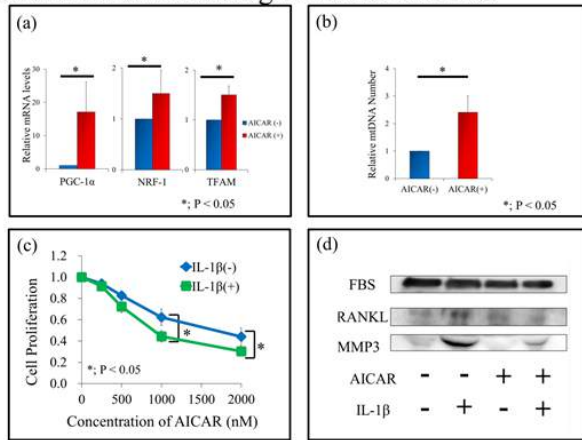 (a)
*
*
*
Relative mRNA levels
30
20
10
0
2
1
0
2
1
0
AICAR (-)
AICAR (+)
PGC-1α
NRF-1
TFAM
*; P < 0.05
(b)
*
Relative mtDNA Number
4
3
2
1
0
AICAR(-)
AICAR(+)
*; P < 0.05
(c)
Cell Proliferation
1.2
1.0
0.8
0.6
0.4
0.2
0.0
IL-1β(-)
IL-1β(+)
*
*
*; P < 0.05
0 500 1000 1500 2000
Concentration of AICAR (nM)
(d)
FBS
RANKL
MMP3
AICAR - - + +
IL-1β - + - +